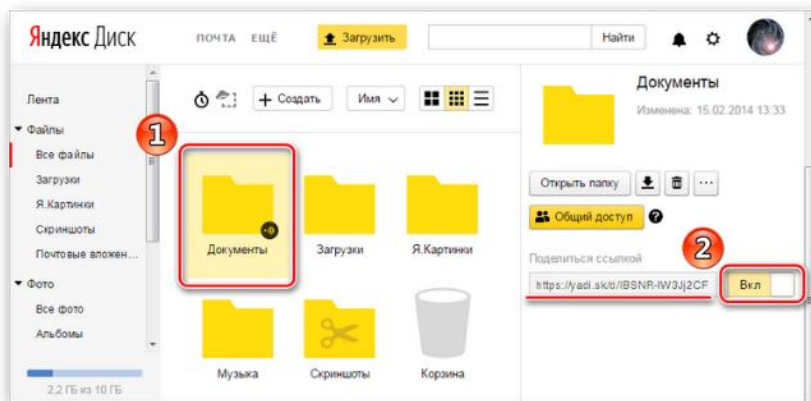 Яндекс Диск
ПОЧТА ЕЩЁ
Загрузить
Найти
Лента
Файлы
Все файлы
Загрузки
Я.Картинки
Скриншоты
Почтовые вложен...
Фото
Все фото
Альбомы
2,2 ГБ из 10 ГБ
1
+ Создать
Имя
Документы
Загрузки
Я.Картинки
Музыка
Скриншоты
Корзина
Документы
Изменена: 15.02.2014 13:33
Открыть папку
Общий доступ
2
Поделиться ссылкой
https://yadi.sk/d/IBSNR-IW3Jj2CF
Вкл